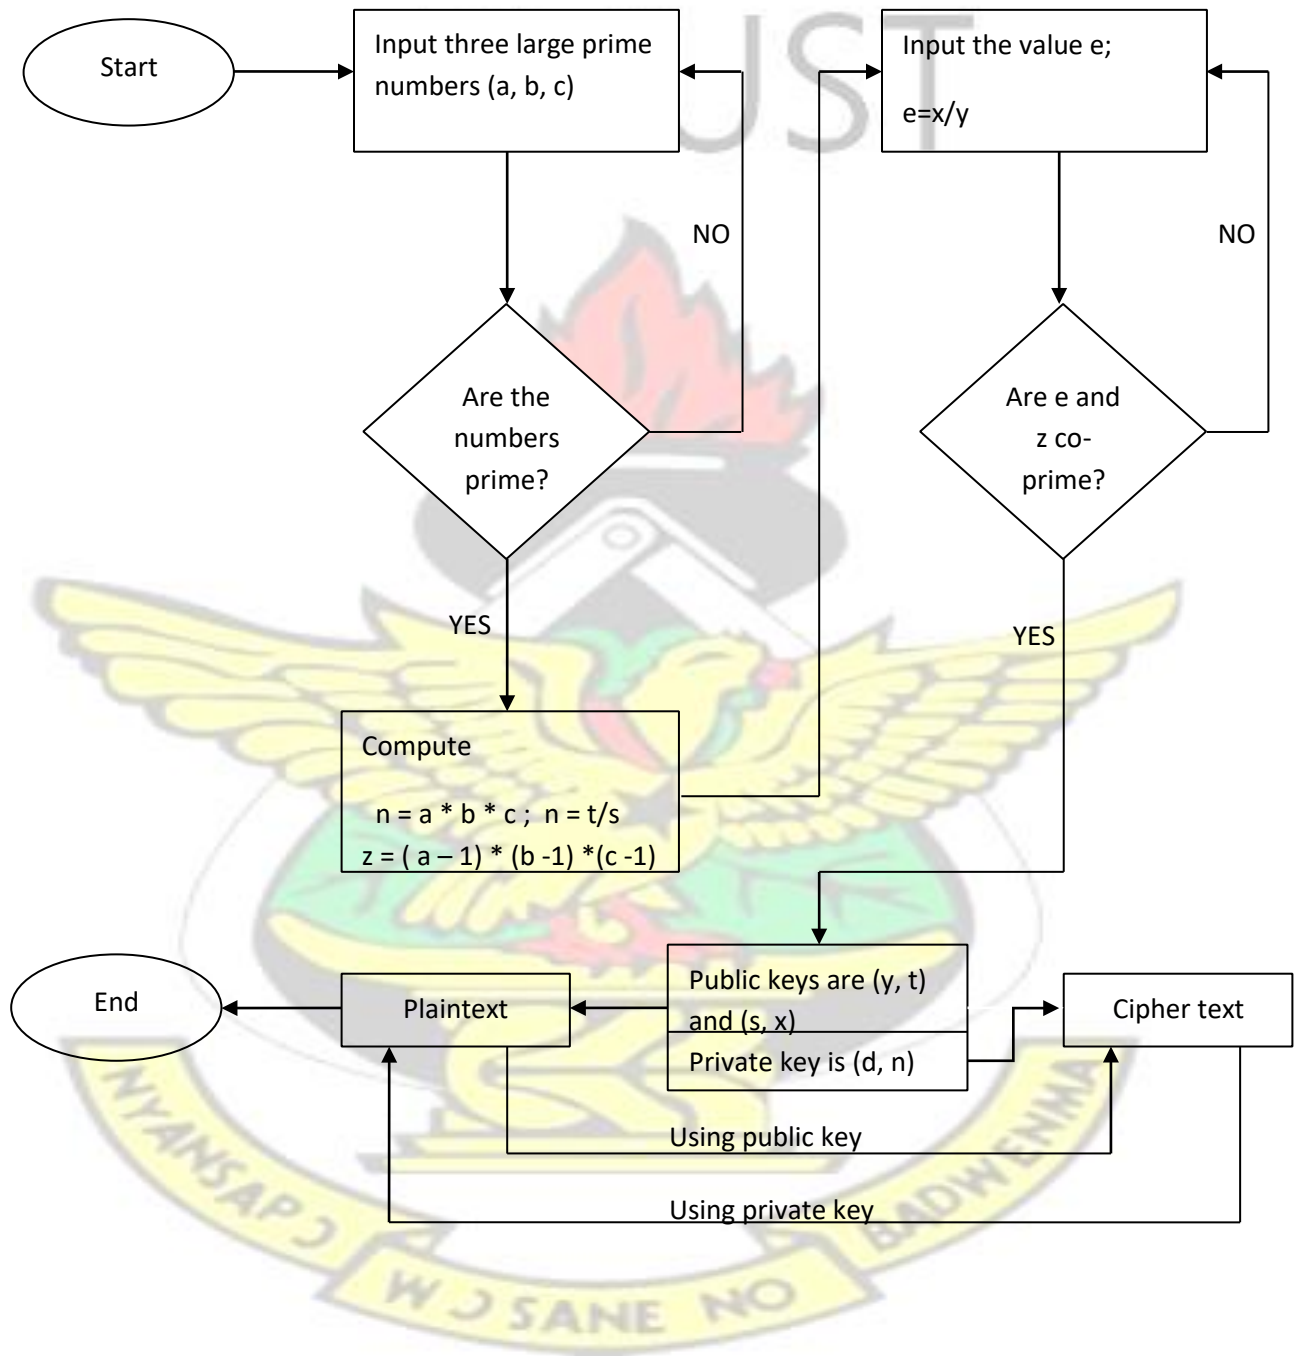 UST
Start
Input three large prime
numbers (a, b, c)
Input the value e;
e=x/y
NO
NO
Are the
numbers
prime?
Are e and
z co-
prime?
YES
YES
Compute
n = a * b * c ; n = t/s
z = ( a – 1) * (b -1) *(c -1)
Public keys are (y, t)
and (s, x)
Private key is (d, n)
End
Plaintext
Cipher text
Using public key
Using private key
NYANSAPƆ
WƆ SANE NO
BADWENMA